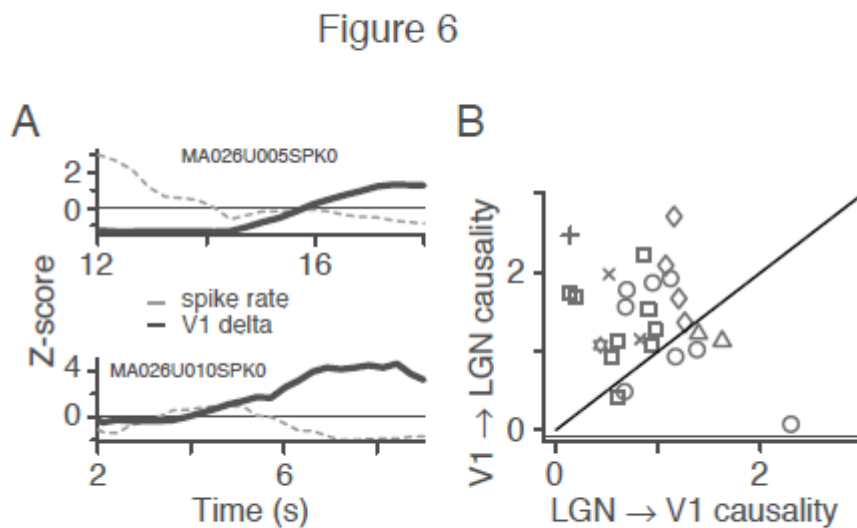 Figure 6
A
MA026U005SPK0
2
0
12 16
Z-score
spike rate
V1 delta
MA026U010SPK0
4
0
2 6
Time (s)
B
V1 → LGN causality
2
0
0 2
LGN → V1 causality